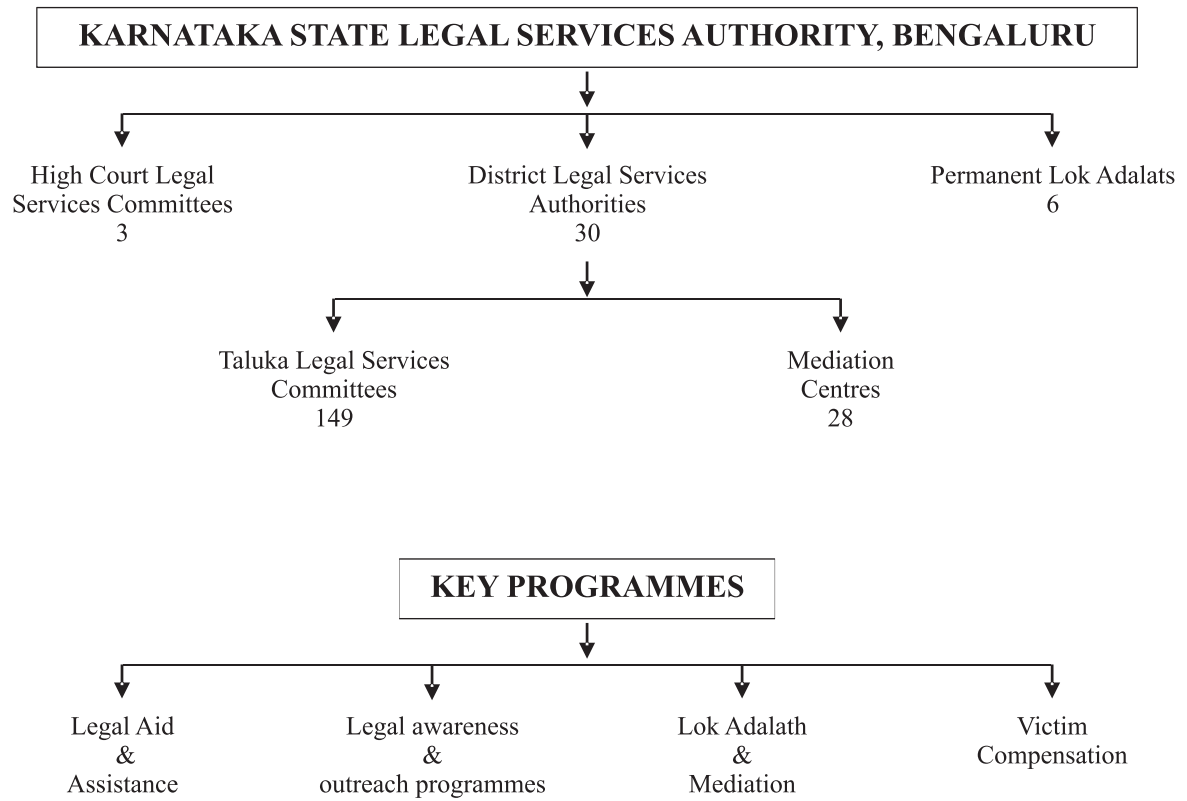 KARNATAKA STATE LEGAL SERVICES AUTHORITY, BENGALURU
High Court Legal
Services Committees
3
District Legal Services
Authorities
30
Permanent Lok Adalats
6
Taluka Legal Services
Committees
149
Mediation
Centres
28
KEY PROGRAMMES
Legal Aid
&
Assistance
Legal awareness
&
outreach programmes
Lok Adalath
&
Mediation
Victim
Compensation